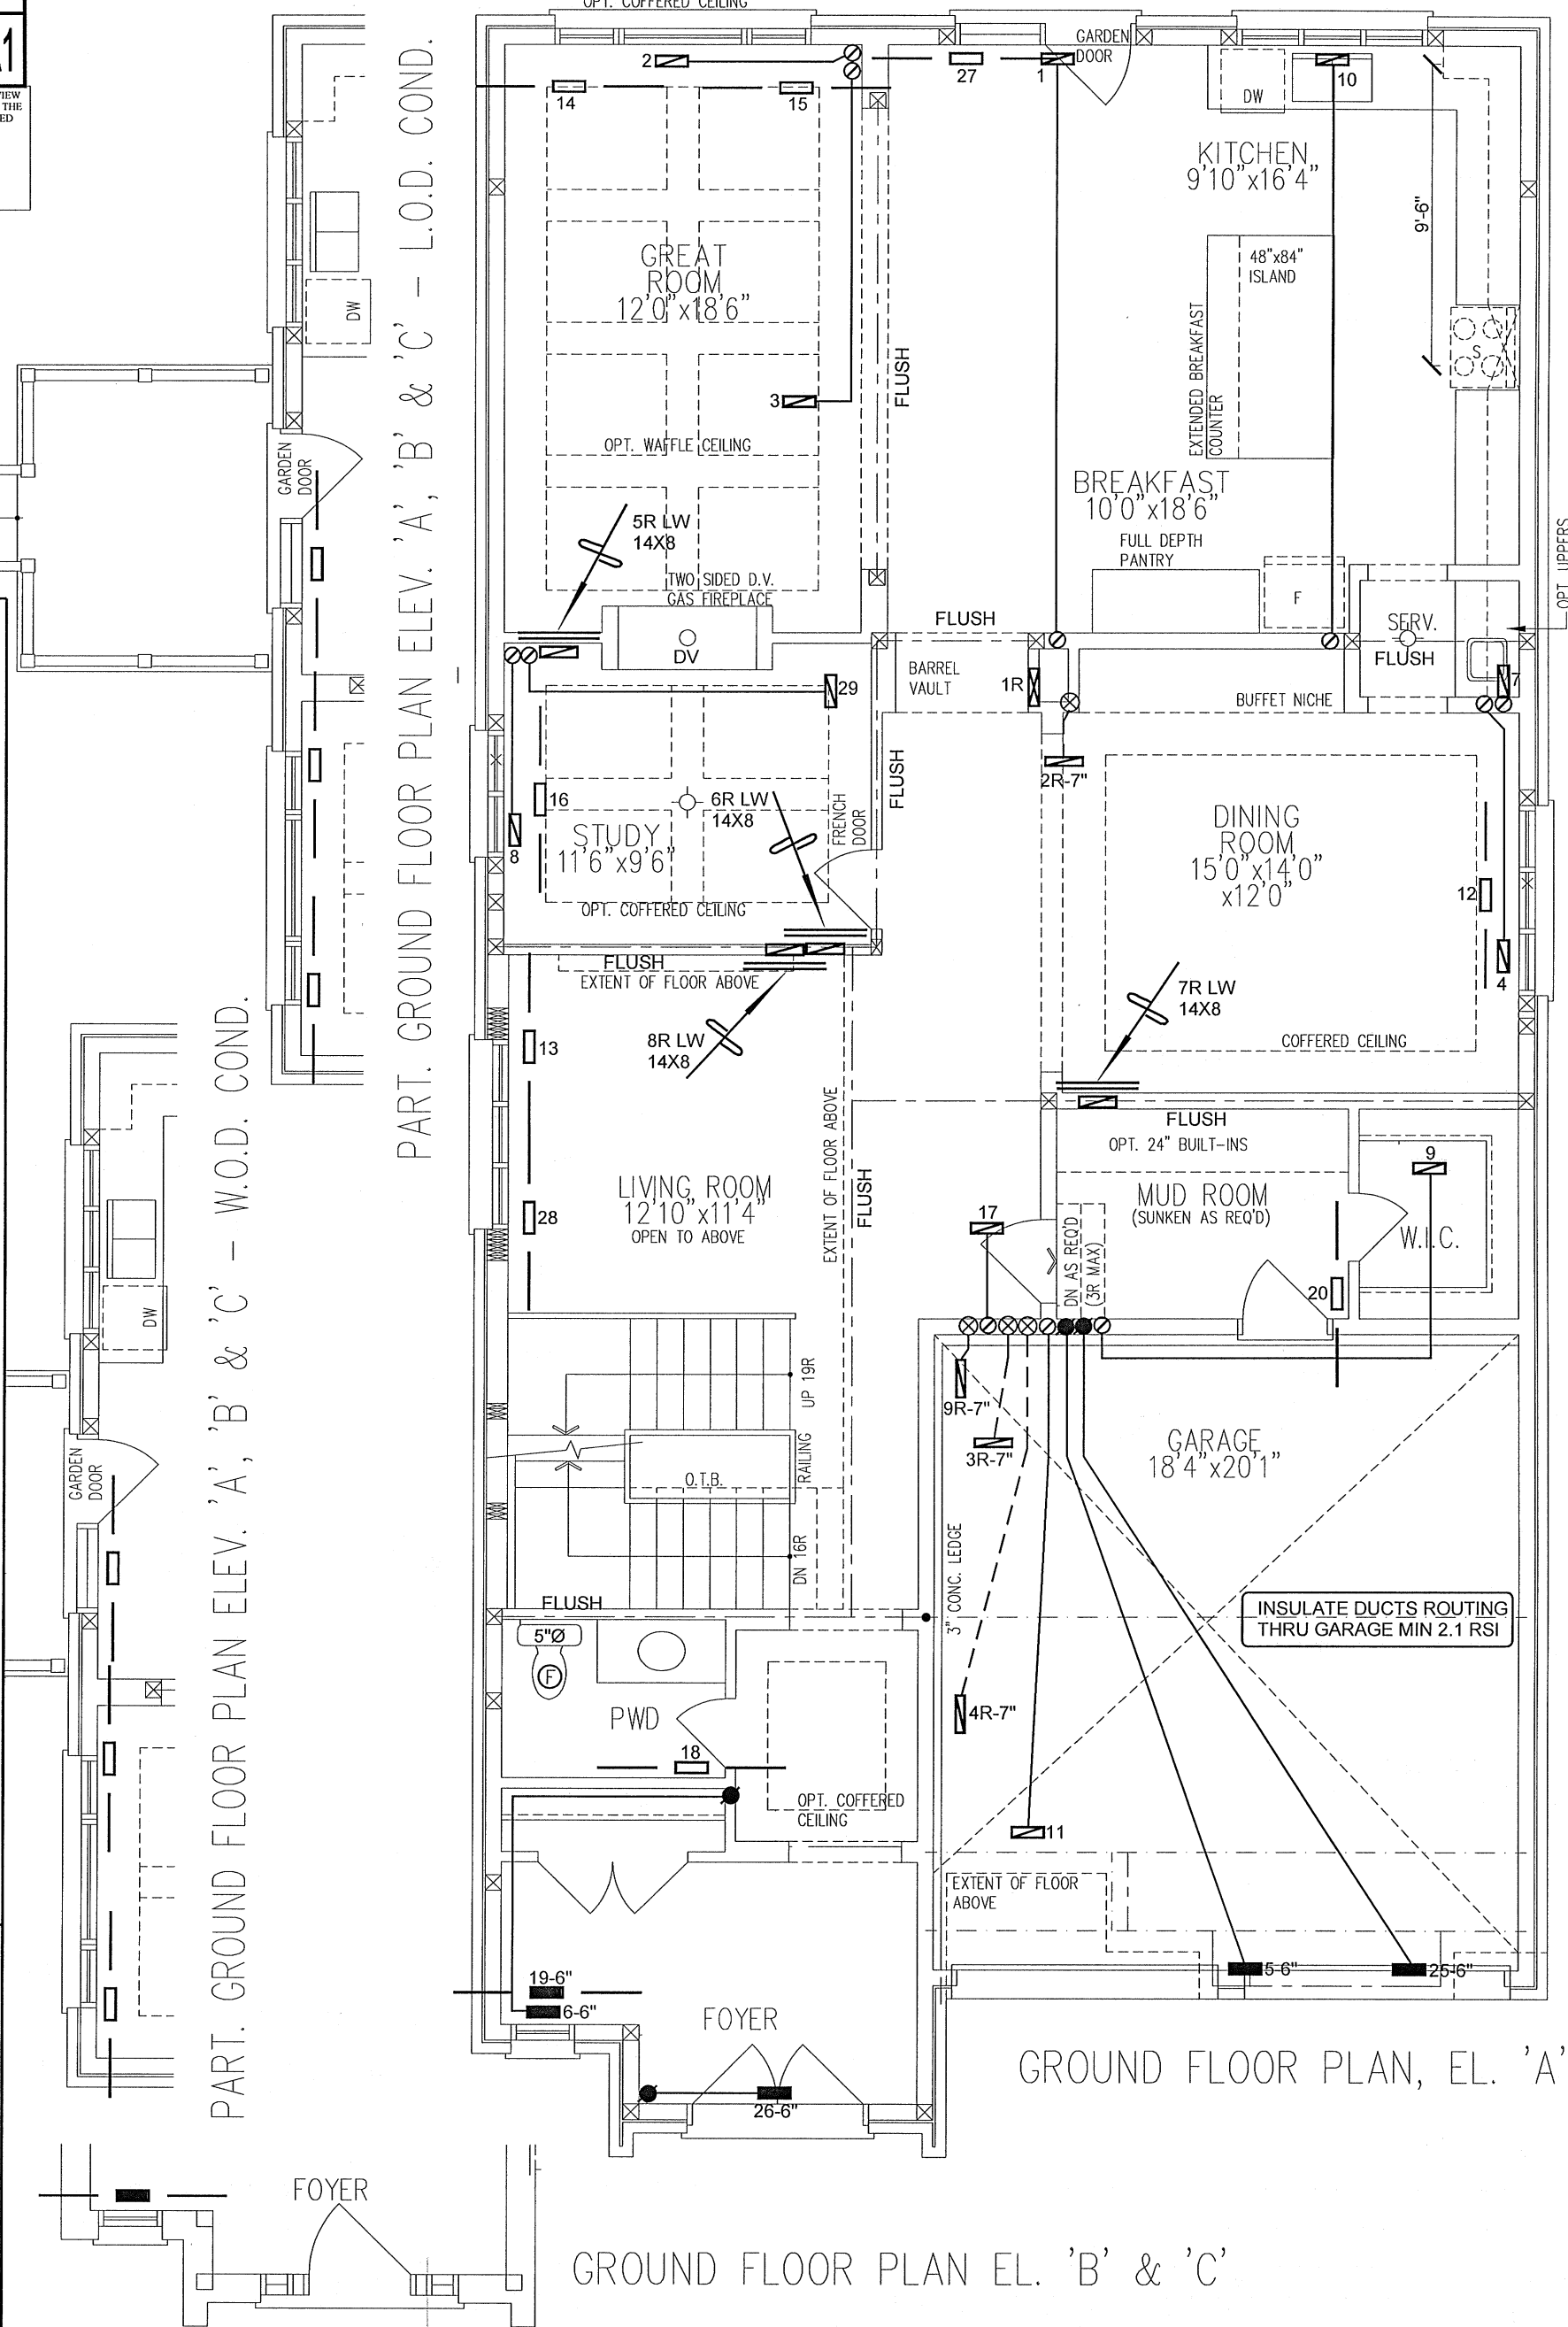 OPT. COFFERED CEILING
VIEW
THE
ED
PART. GROUND FLOOR PLAN ELEV. 'A', 'B' & 'C' - L.O.D. COND.
DW
GARDEN
DOOR
PART. GROUND FLOOR PLAN ELEV. 'A', 'B' & 'C' - W.O.D. COND.
DW
GARDEN
DOOR
2
14
15
27
1
GARDEN
DOOR
10
DW
KITCHEN
9'10"x16'4"
9'-6"
GREAT
ROOM
12'0"x18'6"
48"x84"
ISLAND
EXTENDED BREAKFAST
COUNTER
S
FLUSH
3
OPT. WAFFLE CEILING
BREAKFAST
10'0"x18'6"
5R LW
14X8
FULL DEPTH
PANTRY
OPT UPPERS
TWO SIDED D.V.
GAS FIREPLACE
DV
F
FLUSH
SERV.
FLUSH
BARREL
VAULT
1R
29
BUFFET NICHE
7
FLUSH
2R-7"
16
6R LW
14X8
FRENCH
DOOR
8
STUDY
11'6"x9'6"
DINING
ROOM
15'0"x14'0"
x12'0"
12
4
OPT. COFFERED CEILING
FLUSH
EXTENT OF FLOOR ABOVE
7R LW
14X8
13
8R LW
14X8
COFFERED CEILING
FLUSH
OPT. 24" BUILT-INS
9
EXTENT OF FLOOR ABOVE
FLUSH
LIVING ROOM
12'10"x11'4"
OPEN TO ABOVE
28
MUD ROOM
(SUNKEN AS REQ'D)
17
DN AS REQ'D
(3R MAX)
W.I.C.
20
UP 19R
9R-7"
3R-7"
GARAGE
18'4"x20'1"
RAILING
O.T.B.
DN 16R
3" CONC. LEDGE
FLUSH
INSULATE DUCTS ROUTING
THRU GARAGE MIN 2.1 RSI
5"Ø
F
PWD
4R-7"
18
OPT. COFFERED
CEILING
11
EXTENT OF FLOOR
ABOVE
5-6"
25-6"
19-6"
6-6"
FOYER
26-6"
GROUND FLOOR PLAN, EL. 'A'
FOYER
GROUND FLOOR PLAN EL. 'B' & 'C'